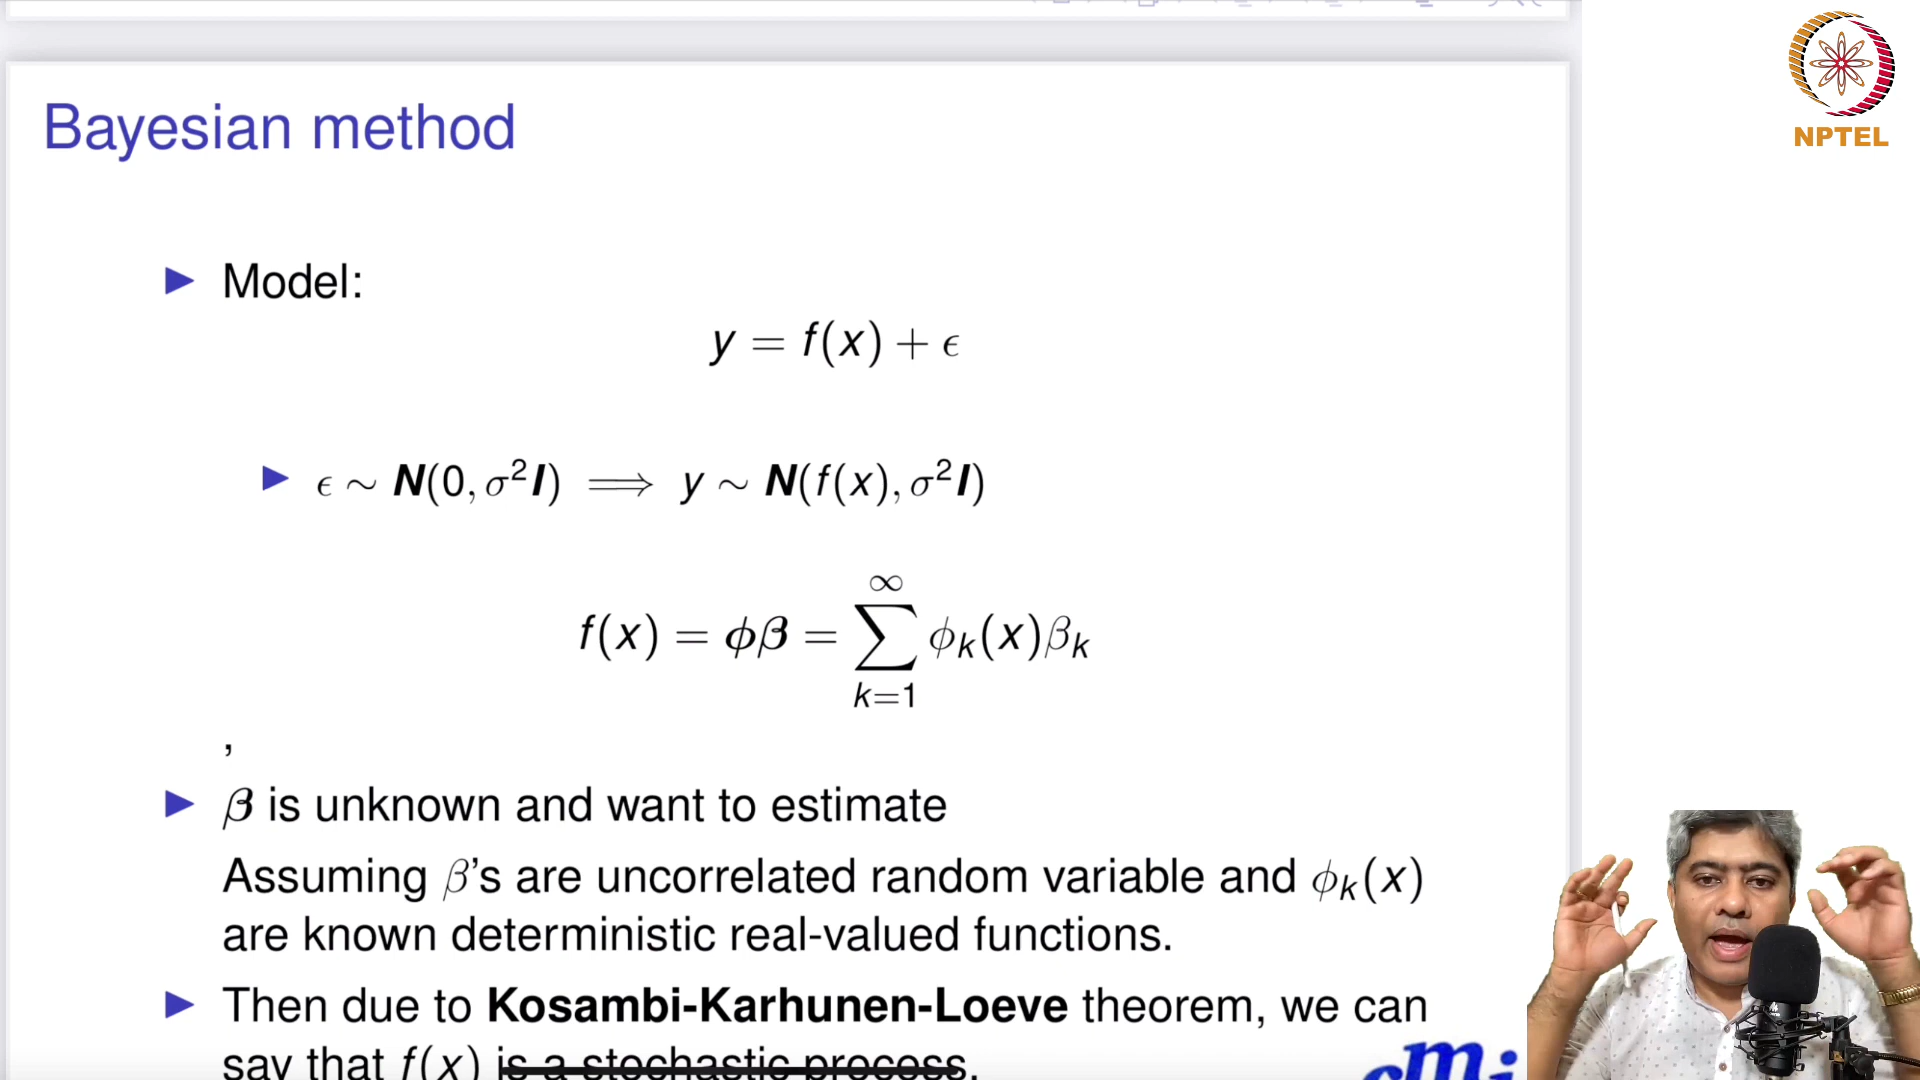 NPTEL
Bayesian method
▶ Model:
y = f(x) + ϵ
▶ ϵ ∼ N(0, σ²I) ⟹ y ∼ N(f(x), σ²I)
f(x) = ϕβ = ∑_{k=1}^{∞} ϕ_k(x)β_k
,
▶ β is unknown and want to estimate
Assuming β's are uncorrelated random variable and ϕ_k(x)
are known deterministic real-valued functions.
▶ Then due to Kosambi-Karhunen-Loeve theorem, we can
say that f(x) is a stochastic process.
cmi